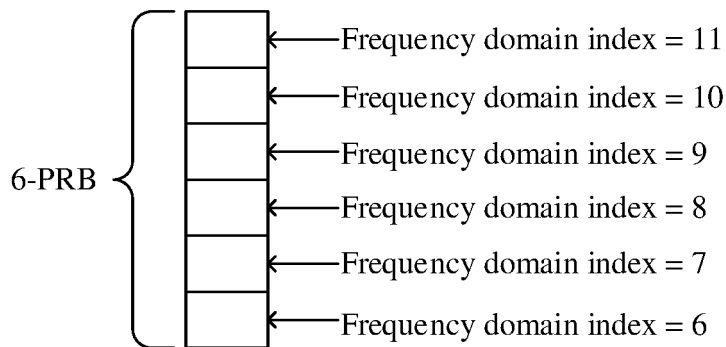 Frequency domain index = 11
Frequency domain index = 10
Frequency domain index = 9
6-PRB
Frequency domain index = 8
Frequency domain index = 7
Frequency domain index = 6